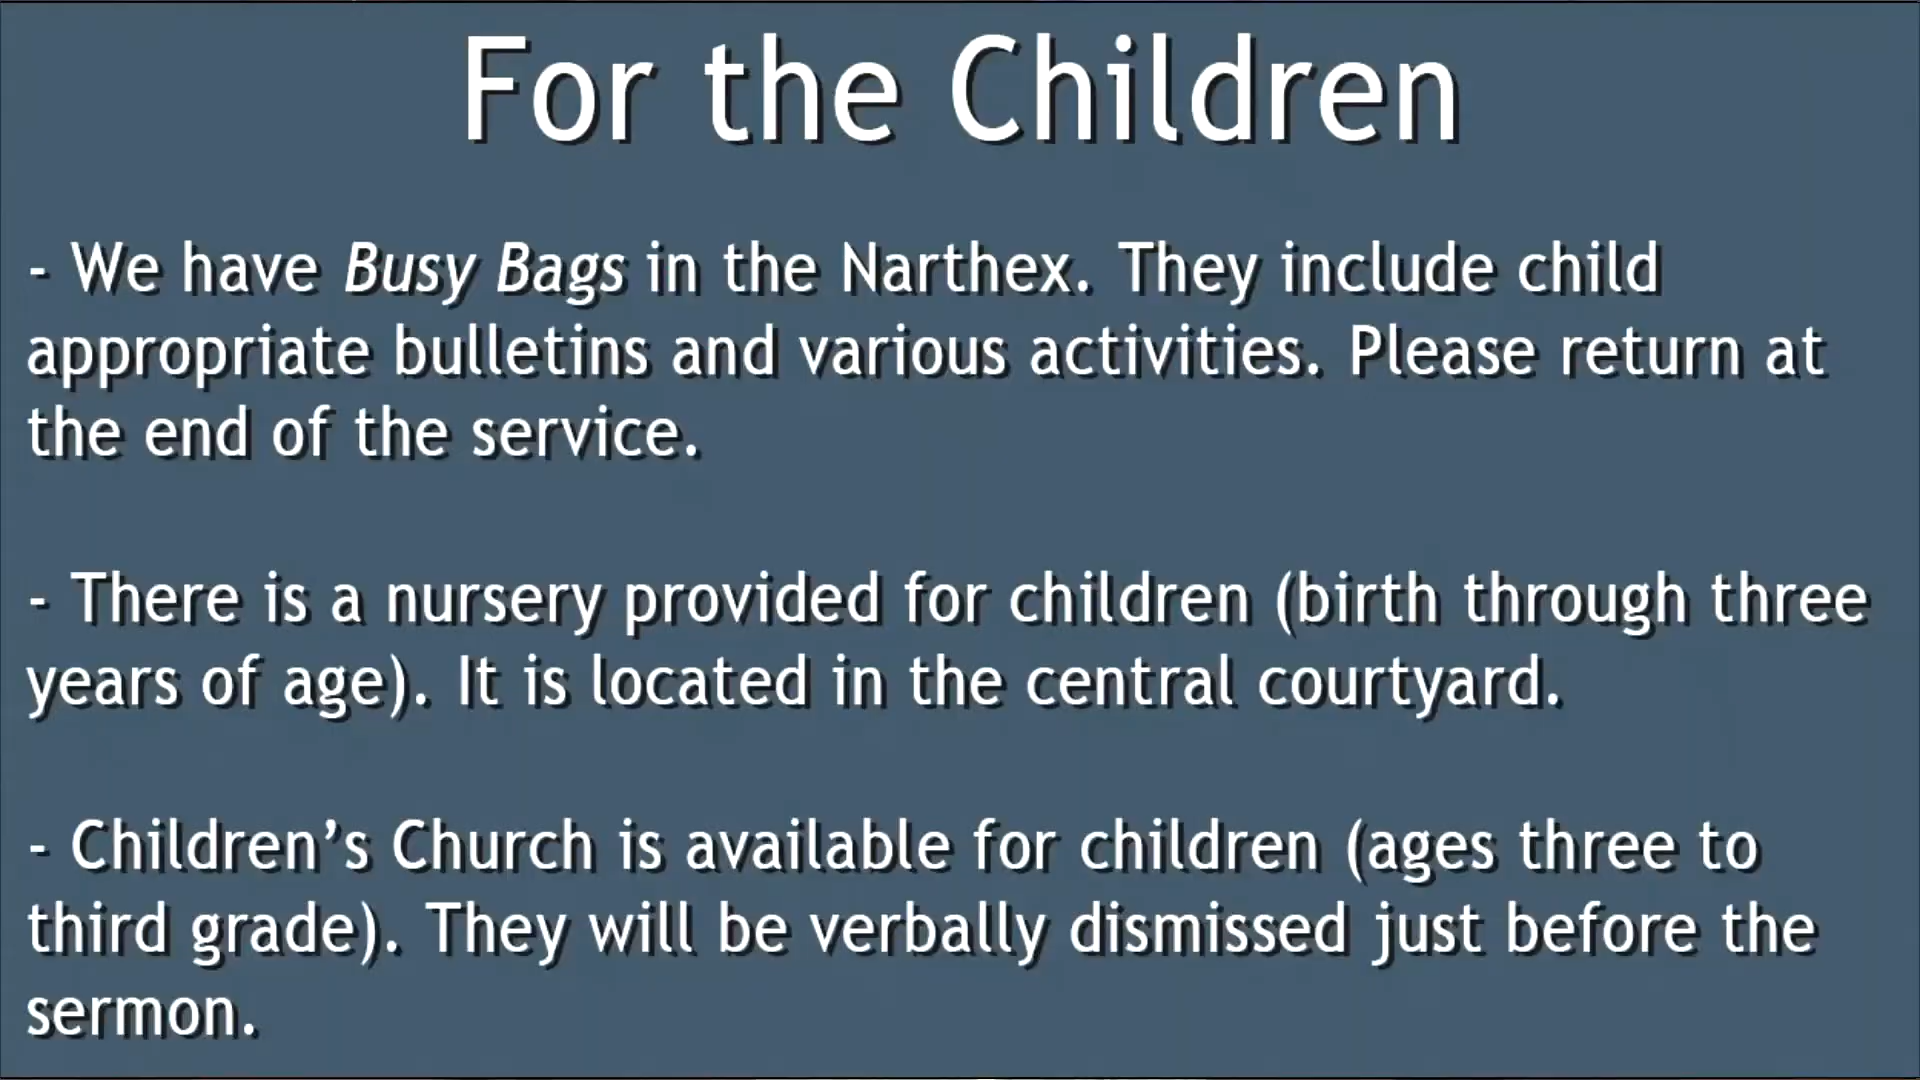 For the Children
- We have Busy Bags in the Narthex. They include child
appropriate bulletins and various activities. Please return at
the end of the service.
- There is a nursery provided for children (birth through three
years of age). It is located in the central courtyard.
- Children’s Church is available for children (ages three to
third grade). They will be verbally dismissed just before the
sermon.